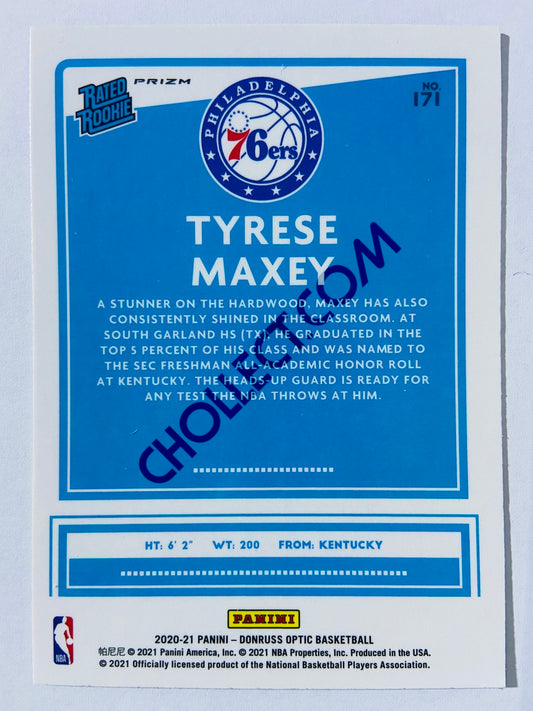 RATED ROOKIE
PRIZM
NO. 171
PHILADELPHIA
76ers
TYRESE
MAXEY
A STUNNER ON THE HARDWOOD, MAXEY HAS ALSO
CONSISTENTLY SHINED IN THE CLASSROOM. AT
SOUTH GARLAND HS (TX), HE GRADUATED IN THE
TOP 5 PERCENT OF HIS CLASS AND WAS NAMED TO
THE SEC FRESHMAN ALL-ACADEMIC HONOR ROLL
AT KENTUCKY. THE HEADS-UP GUARD IS READY FOR
ANY TEST THE NBA THROWS AT HIM.
CHOLLECT.COM
HT: 6' 2" WT: 200 FROM: KENTUCKY
PANINI
NBA
2020-21 PANINI – DONRUSS OPTIC BASKETBALL
帕尼尼 © 2021 Panini America, Inc. © 2021 NBA Properties, Inc. Produced in the USA.
© 2021 Officially licensed product of the National Basketball Players Association.